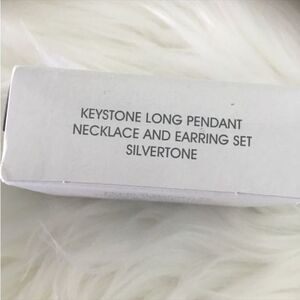 KEYSTONE LONG PENDANT
NECKLACE AND EARRING SET
SILVERTONE